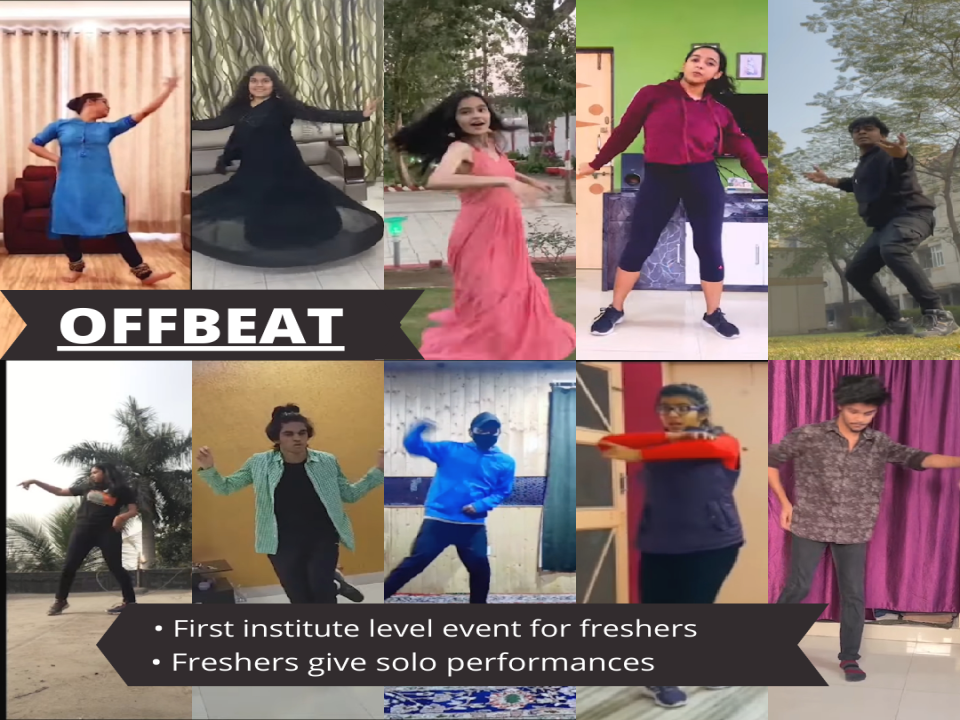 OFFBEAT
• First institute level event for freshers
• Freshers give solo performances